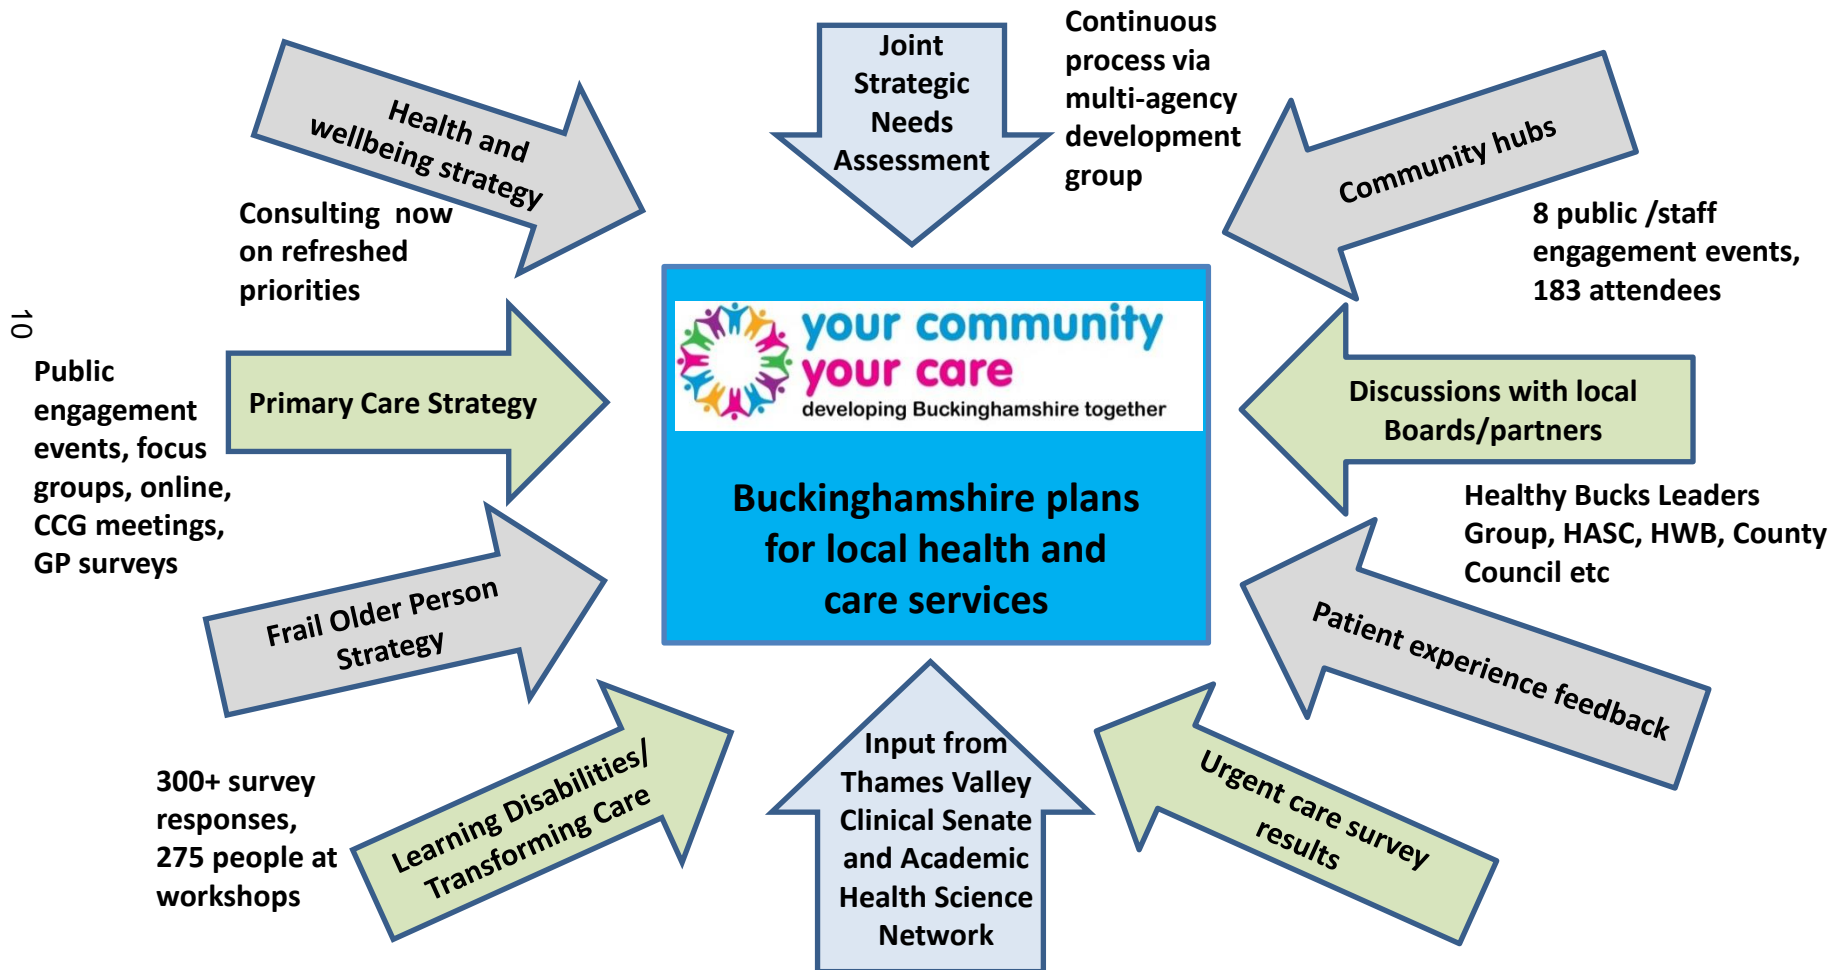 Joint
Strategic
Needs
Assessment
Continuous
process via
multi-agency
development
group
Health and
wellbeing strategy
Consulting now
on refreshed
priorities
Community hubs
8 public /staff
engagement events,
183 attendees
10
Public
engagement
events, focus
groups, online,
CCG meetings,
GP surveys
Primary Care Strategy
your community
your care
developing Buckinghamshire together
Buckinghamshire plans
for local health and
care services
Discussions with local
Boards/partners
Healthy Bucks Leaders
Group, HASC, HWB, County
Council etc
Frail Older Person
Strategy
Patient experience feedback
300+ survey
responses,
275 people at
workshops
Learning Disabilities/
Transforming Care
Input from
Thames Valley
Clinical Senate
and Academic
Health Science
Network
Urgent care survey
results